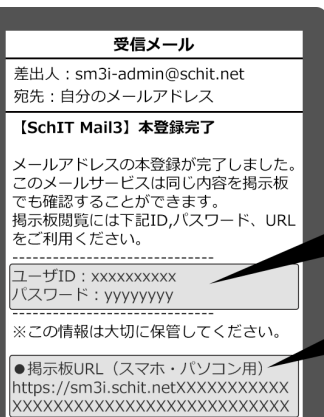 受信メール
差出人：sm3i-admin@schit.net
宛先：自分のメールアドレス
【SchIT Mail3】本登録完了
メールアドレスの本登録が完了しました。
このメールサービスは同じ内容を掲示板
でも確認することができます。
掲示板閲覧には下記ID,パスワード、URL
をご利用ください。
------------------------------
ユーザID：xxxxxxxxxx
パスワード：yyyyyyyy
------------------------------
※この情報は大切に保管してください。
●掲示板URL（スマホ・パソコン用）
https://sm3i.schit.netXXXXXXXXXXX
XXXXXXXXXXXXXXXXXXXXXXXXXXX